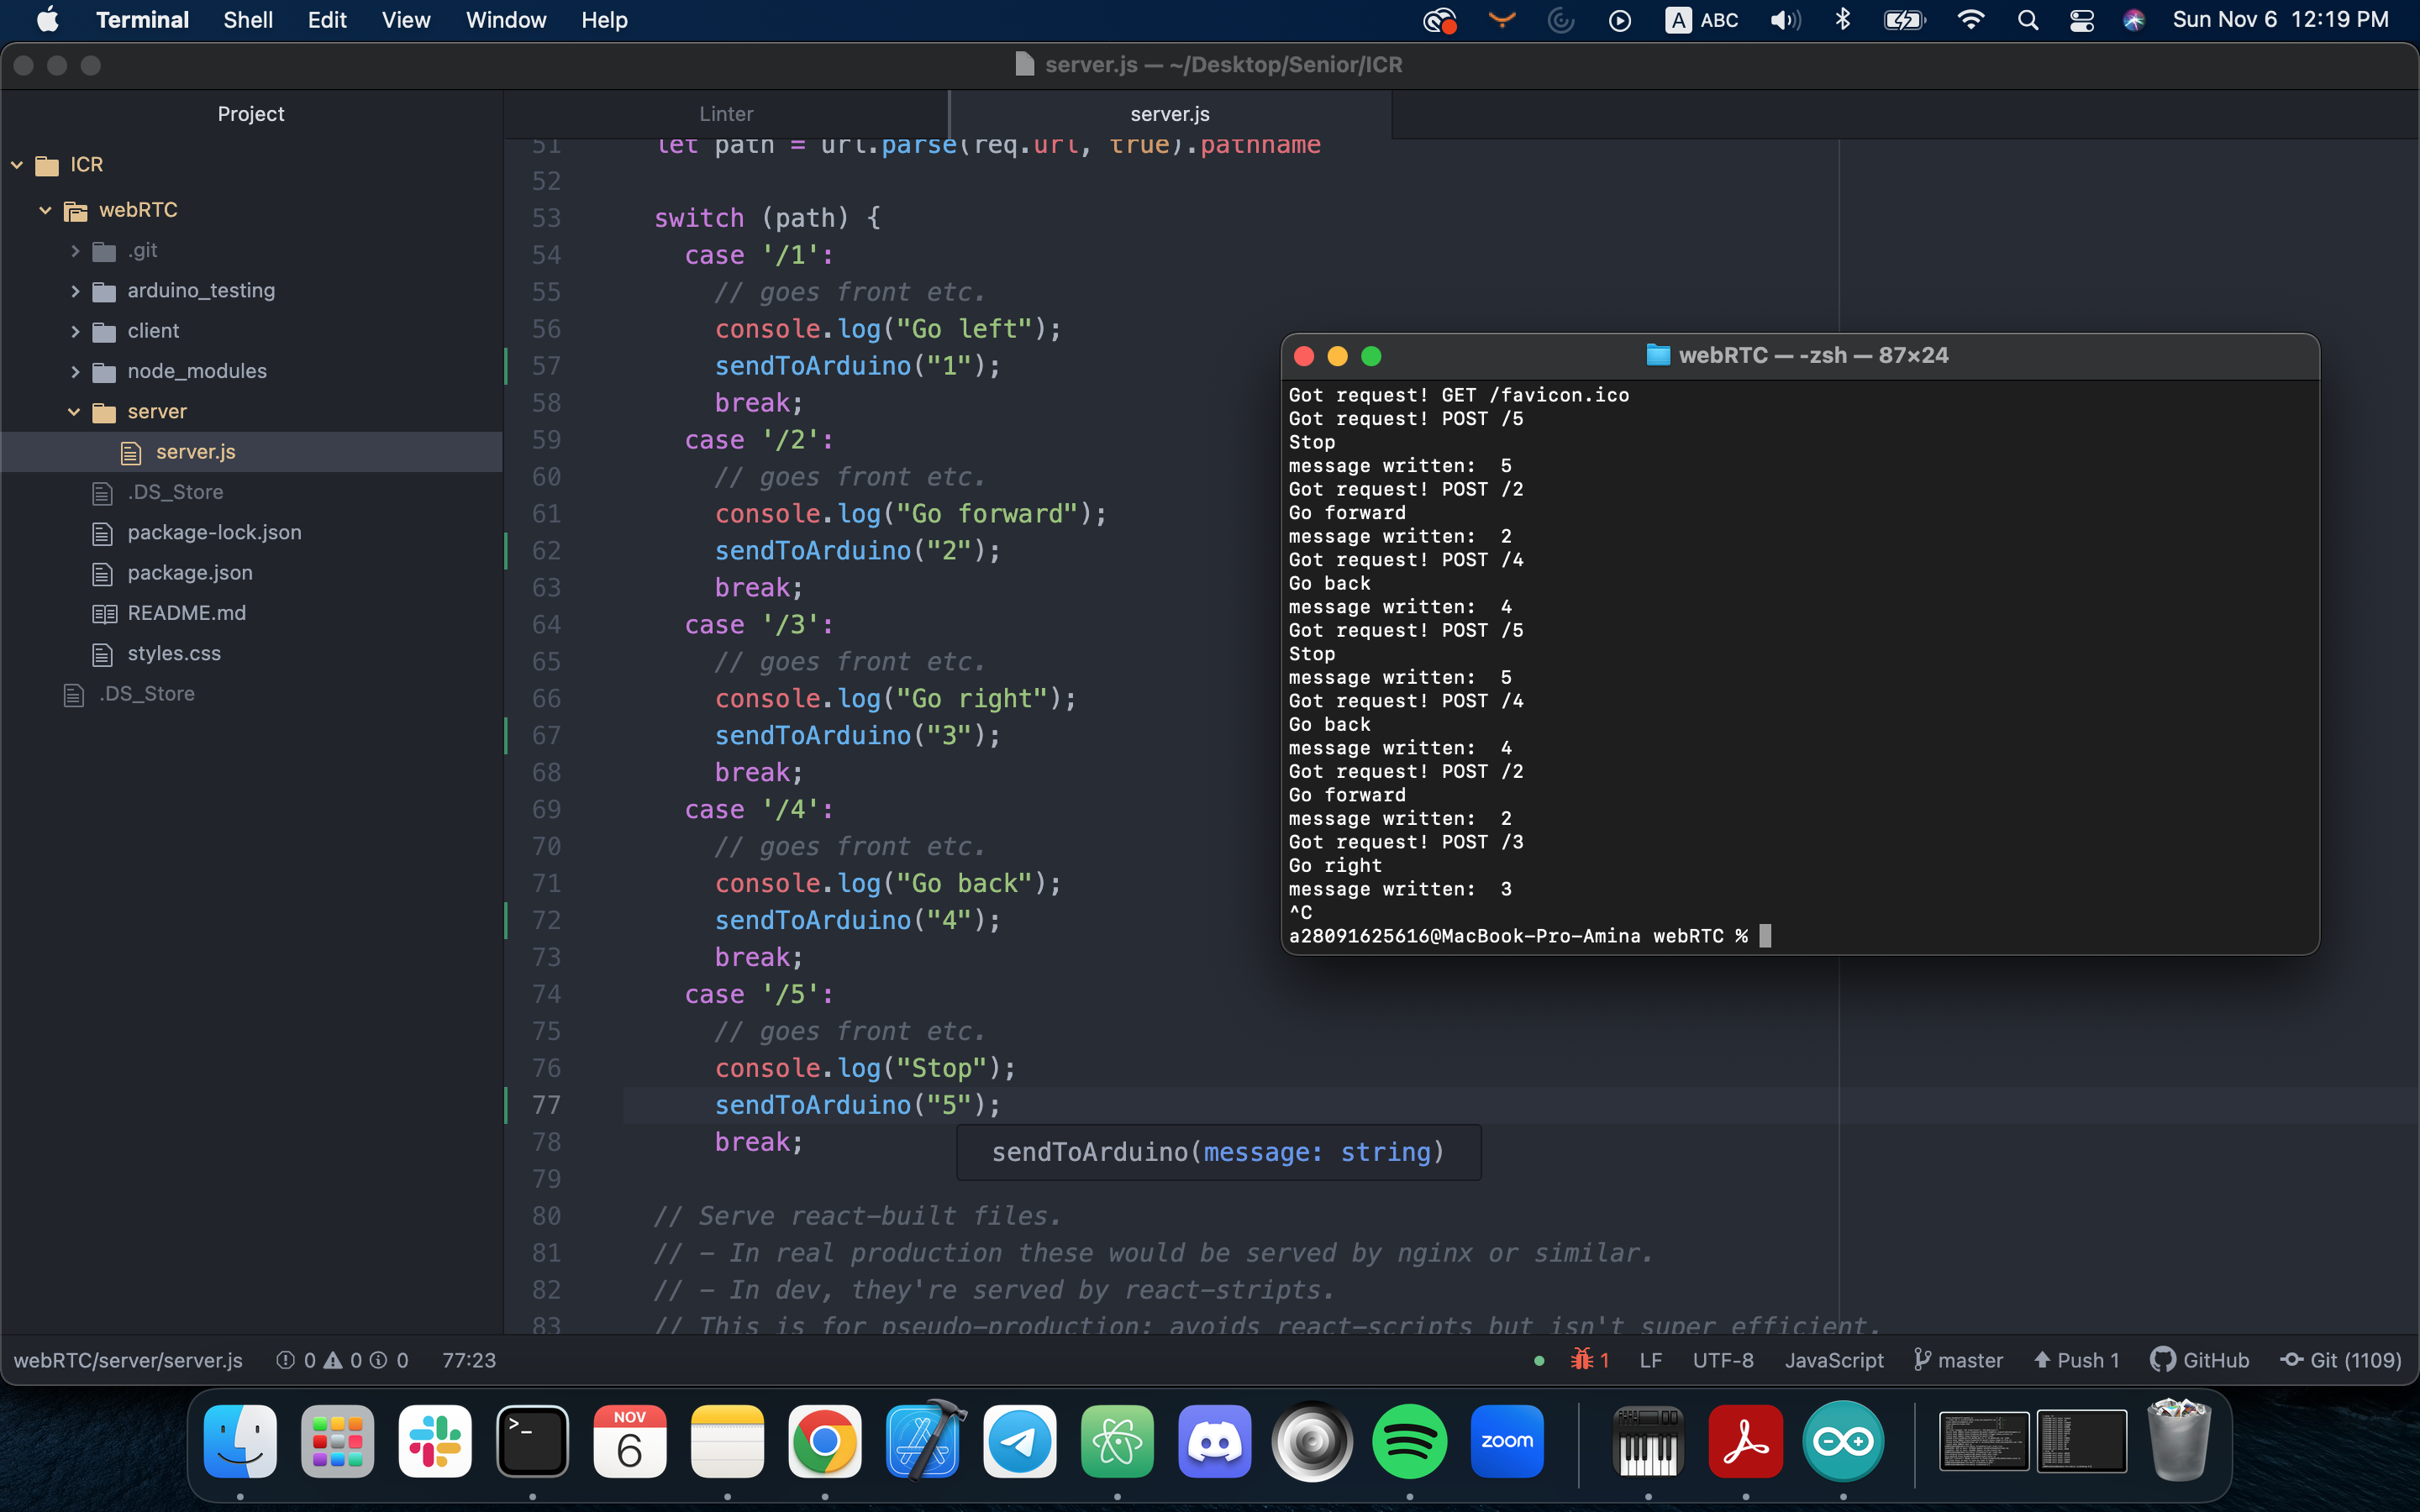 Terminal Shell Edit View Window Help A ABC Sun Nov 6 12:19 PM
server.js — ~/Desktop/Senior/ICR
Project
ICR
webRTC
.git
arduino_testing
client
node_modules
server
server.js
.DS_Store
package-lock.json
package.json
README.md
styles.css
.DS_Store
Linter server.js
51 let path = url.parse(req.url, true).pathname
52
53 switch (path) {
54 case '/1':
55 // goes front etc.
56 console.log("Go left");
57 sendToArduino("1");
58 break;
59 case '/2':
60 // goes front etc.
61 console.log("Go forward");
62 sendToArduino("2");
63 break;
64 case '/3':
65 // goes front etc.
66 console.log("Go right");
67 sendToArduino("3");
68 break;
69 case '/4':
70 // goes front etc.
71 console.log("Go back");
72 sendToArduino("4");
73 break;
74 case '/5':
75 // goes front etc.
76 console.log("Stop");
77 sendToArduino("5");
78 break;
sendToArduino(message: string)
79
80 // Serve react-built files.
81 // - In real production these would be served by nginx or similar.
82 // - In dev, they're served by react-stripts.
83 // This is for pseudo-production: avoids react-scripts but isn't super efficient.
webRTC — -zsh — 87×24
Got request! GET /favicon.ico
Got request! POST /5
Stop
message written:  5
Got request! POST /2
Go forward
message written:  2
Got request! POST /4
Go back
message written:  4
Got request! POST /5
Stop
message written:  5
Got request! POST /4
Go back
message written:  4
Got request! POST /2
Go forward
message written:  2
Got request! POST /3
Go right
message written:  3
^C
a28091625616@MacBook-Pro-Amina webRTC %
webRTC/server/server.js 0 0 0 77:23 1 LF UTF-8 JavaScript master Push 1 GitHub Git (1109)
>_
NOV
6
zoom